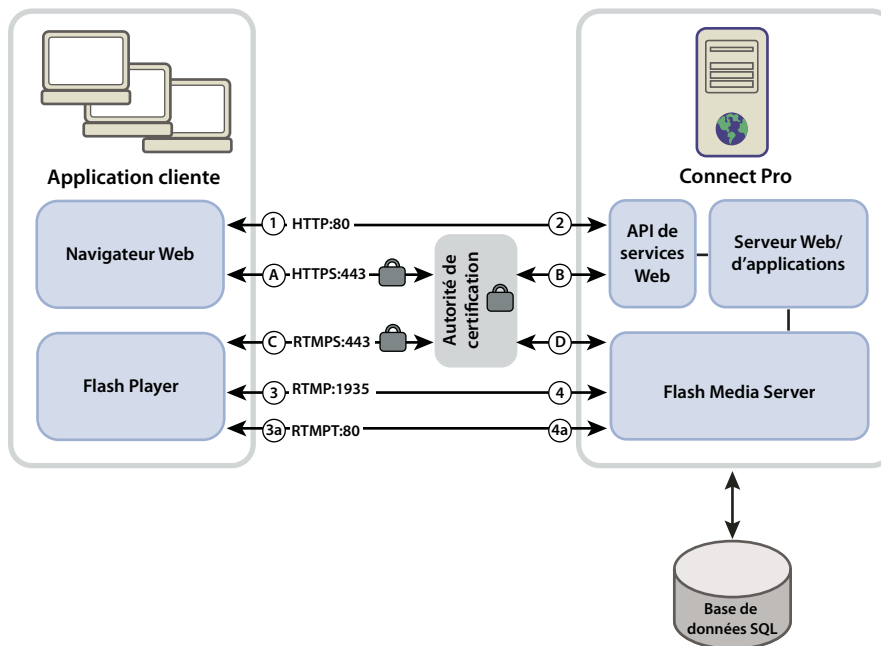 Application cliente
Connect Pro
Navigateur Web
1 HTTP:80 2
API de
services
Web
Serveur Web/
d’applications
A HTTPS:443 B
Autorité de
certification
C RTMPS:443 D
Flash Player
3 RTMP:1935 4
Flash Media Server
3a RTMPT:80 4a
Base de
données SQL